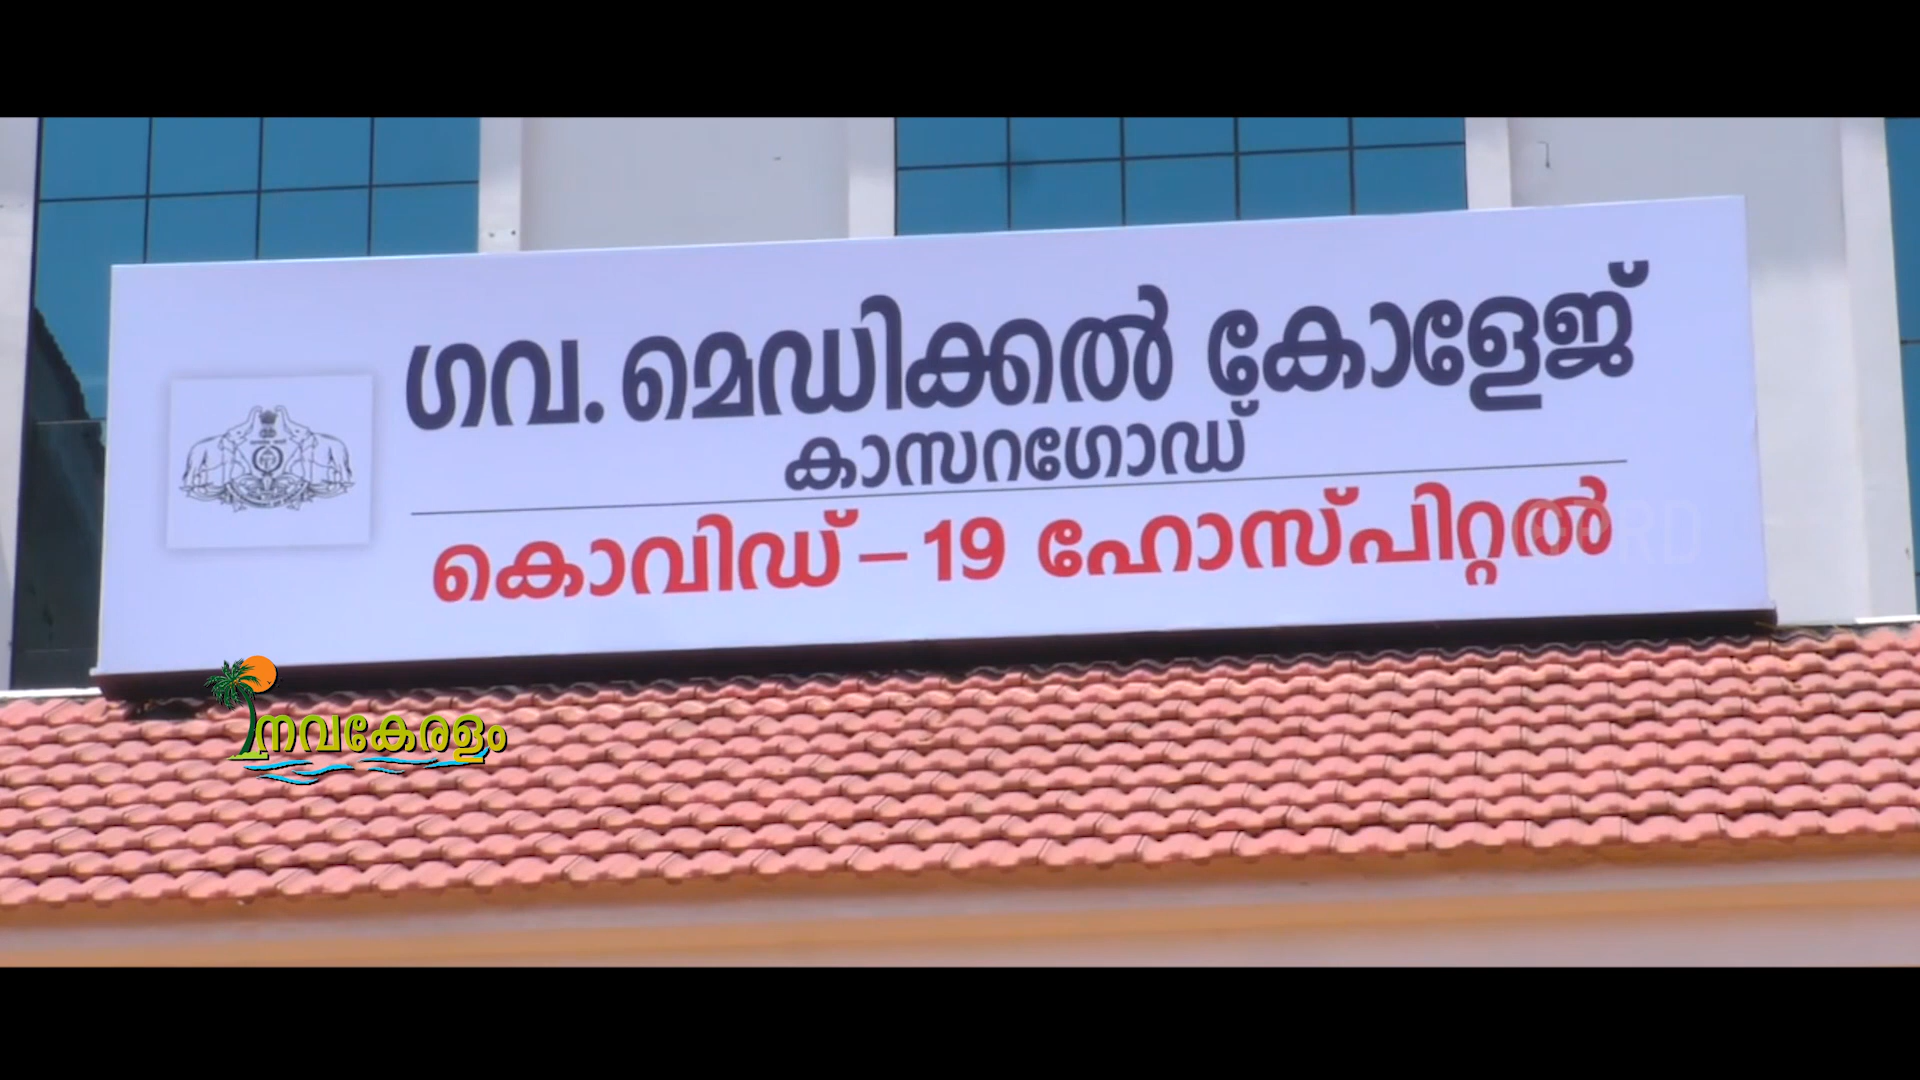 ഗവ. മെഡിക്കൽ കോളേജ്
കാസറഗോഡ്
കൊവിഡ് – 19 ഹോസ്പിറ്റൽ
നവകേരളം